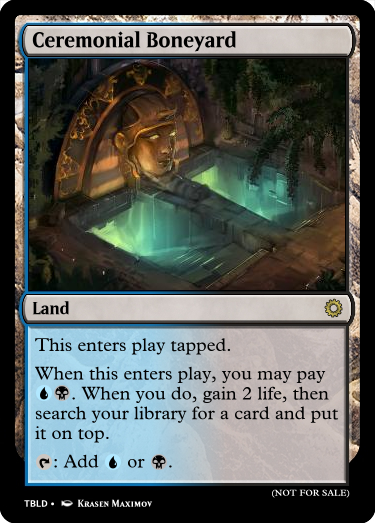 Ceremonial Boneyard
Land
This enters play tapped.
When this enters play, you may pay
. When you do, gain 2 life, then
search your library for a card and put
it on top.
: Add or .
(NOT FOR SALE)
TBLD • Krasen Maximov